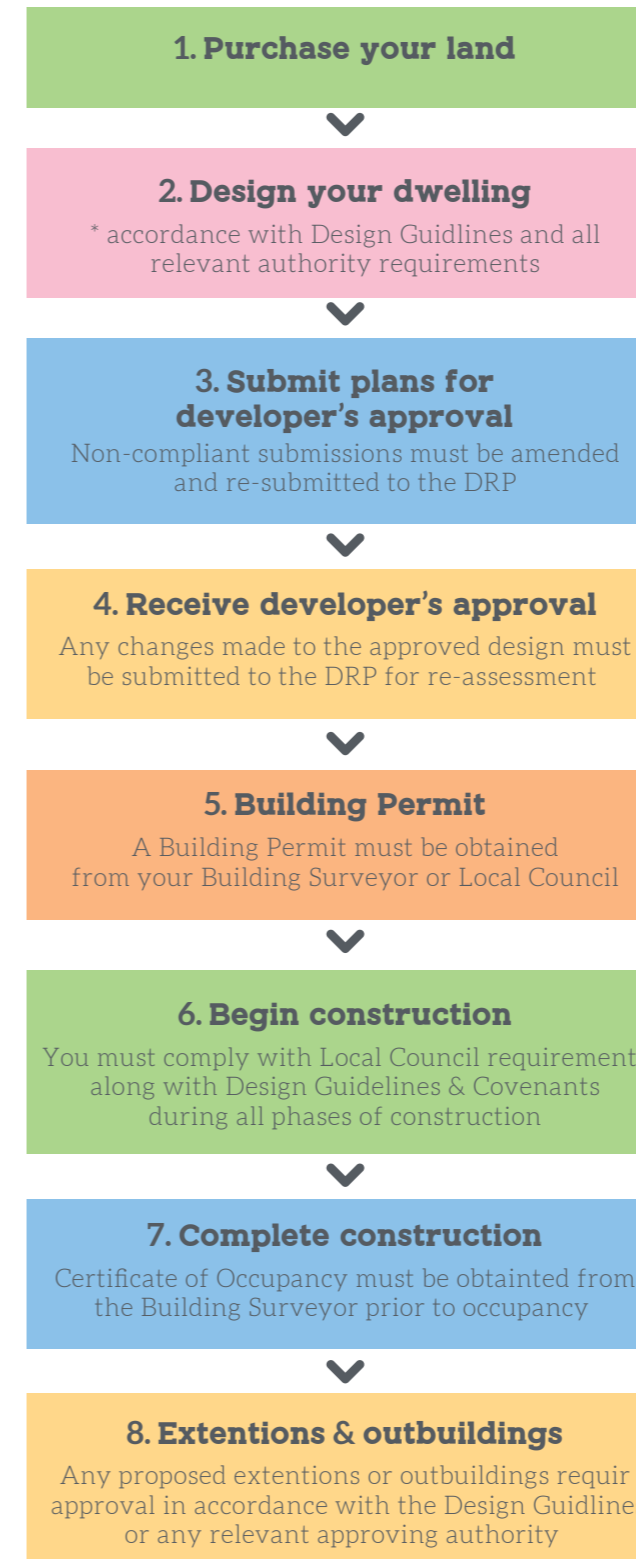 1. Purchase your land
2. Design your dwelling
* accordance with Design Guidlines and all
relevant authority requirements
3. Submit plans for
developer's approval
Non-compliant submissions must be amended
and re-submitted to the DRP
4. Receive developer's approval
Any changes made to the approved design must
be submitted to the DRP for re-assessment
5. Building Permit
A Building Permit must be obtained
from your Building Surveyor or Local Council
6. Begin construction
You must comply with Local Council requirement
along with Design Guidelines & Covenants
during all phases of construction
7. Complete construction
Certificate of Occupancy must be obtainted from
the Building Surveyor prior to occupancy
8. Extentions & outbuildings
Any proposed extentions or outbuildings requir
approval in accordance with the Design Guidline
or any relevant approving authority